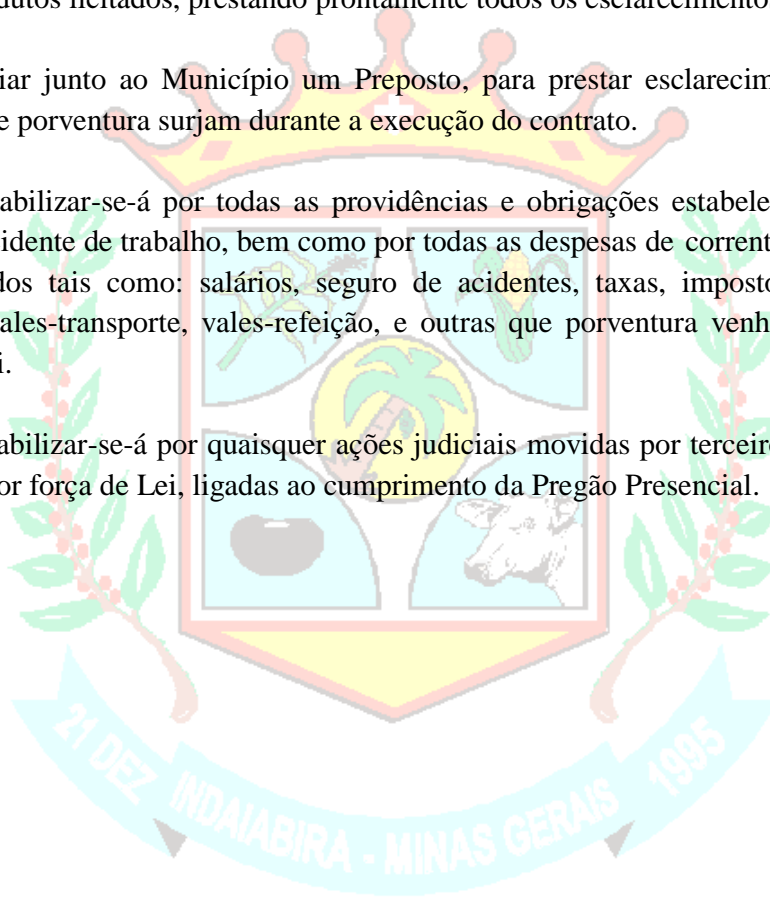 dutos licitados, prestando prontamente todos os esclarecimento
iar junto ao Município um Preposto, para prestar esclarecim
e porventura surjam durante a execução do contrato.
abilizar-se-á por todas as providências e obrigações estabele
idente de trabalho, bem como por todas as despesas de corrent
dos tais como: salários, seguro de acidentes, taxas, imposto
ales-transporte, vales-refeição, e outras que porventura venh
i.
abilizar-se-á por quaisquer ações judiciais movidas por terceir
or força de Lei, ligadas ao cumprimento da Pregão Presencial.
21 DEZ INDAIABIRA - MINAS GERAIS 1995